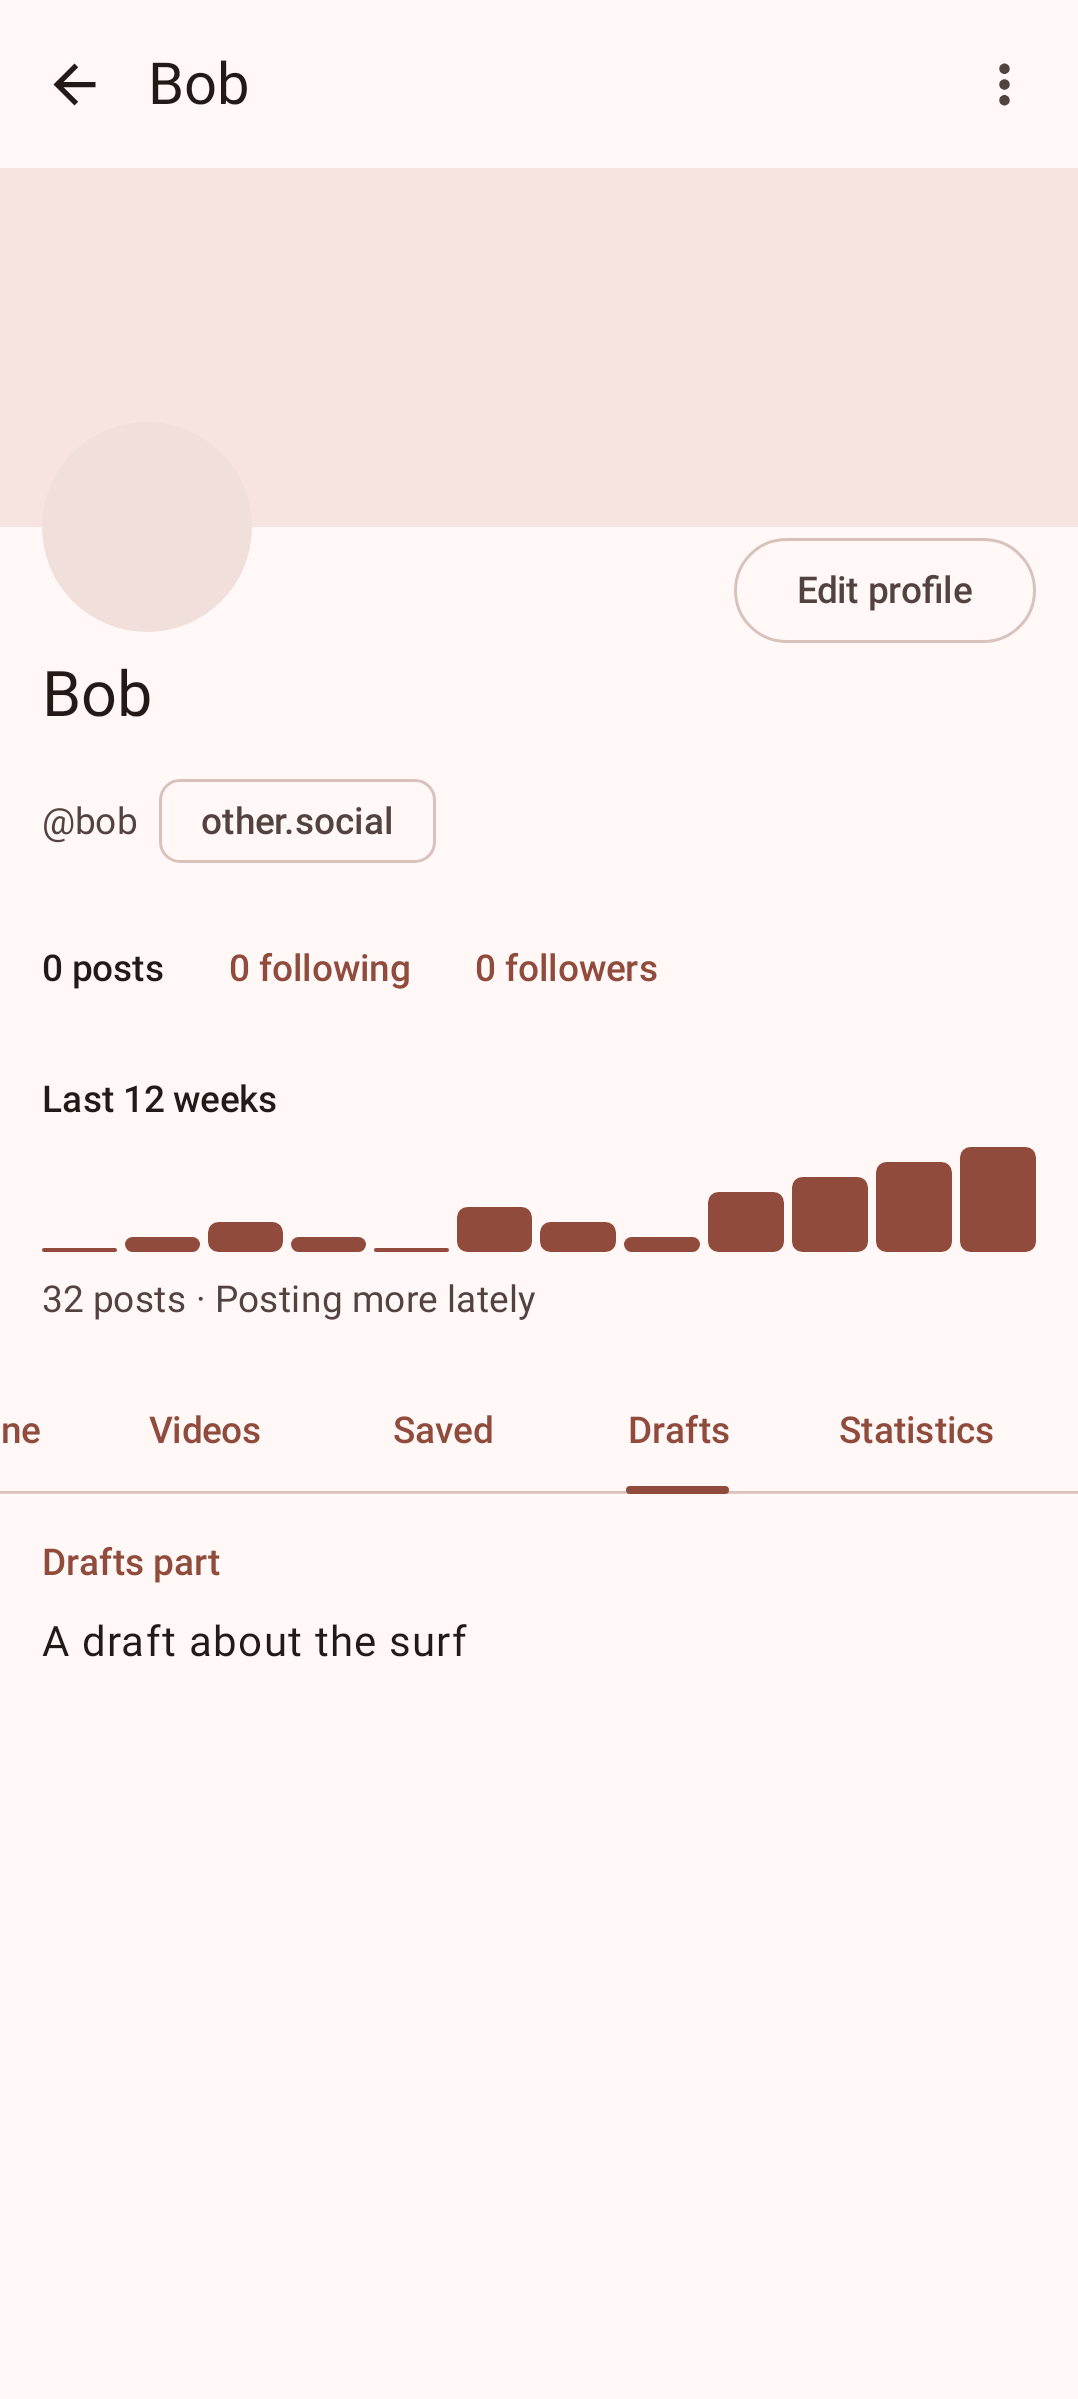 Bob
Edit profile
Bob
@bob other.social
0 posts 0 following 0 followers
Last 12 weeks
32 posts · Posting more lately
ne Videos Saved Drafts Statistics
Drafts part
A draft about the surf